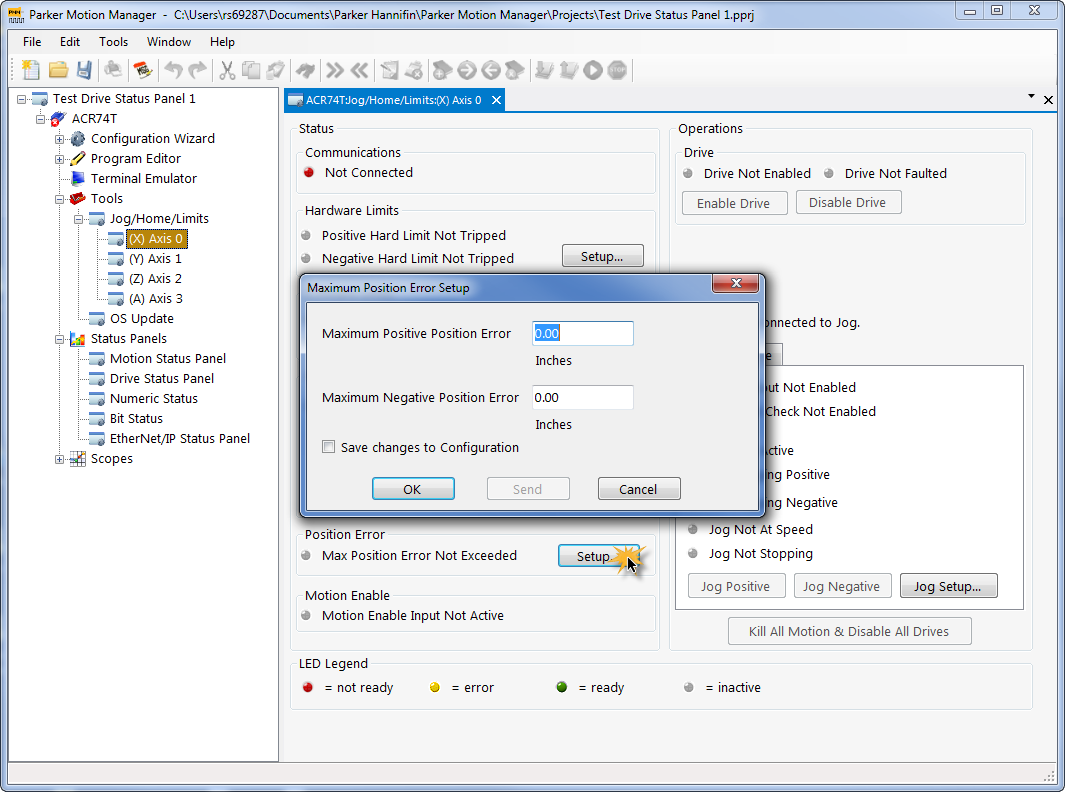 Parker Motion Manager - C:\Users\rs69287\Documents\Parker Hannifin\Parker Motion Manager\Projects\Test Drive Status Panel 1.pprj
File Edit Tools Window Help
Test Drive Status Panel 1
ACR74T
Configuration Wizard
Program Editor
Terminal Emulator
Tools
Jog/Home/Limits
(X) Axis 0
(Y) Axis 1
(Z) Axis 2
(A) Axis 3
OS Update
Status Panels
Motion Status Panel
Drive Status Panel
Numeric Status
Bit Status
EtherNet/IP Status Panel
Scopes
ACR74T:Jog/Home/Limits:(X) Axis 0
Status
Communications
Not Connected
Hardware Limits
Positive Hard Limit Not Tripped
Negative Hard Limit Not Tripped
Setup...
Maximum Position Error Setup
Maximum Positive Position Error 0.00
Inches
Maximum Negative Position Error 0.00
Inches
Save changes to Configuration
OK Send Cancel
Position Error
Max Position Error Not Exceeded
Setup.
Motion Enable
Motion Enable Input Not Active
Operations
Drive
Drive Not Enabled Drive Not Faulted
Enable Drive Disable Drive
onnected to Jog.
e
ut Not Enabled
Check Not Enabled
ctive
ng Positive
ng Negative
Jog Not At Speed
Jog Not Stopping
Jog Positive Jog Negative Jog Setup...
Kill All Motion & Disable All Drives
LED Legend
= not ready = error = ready = inactive